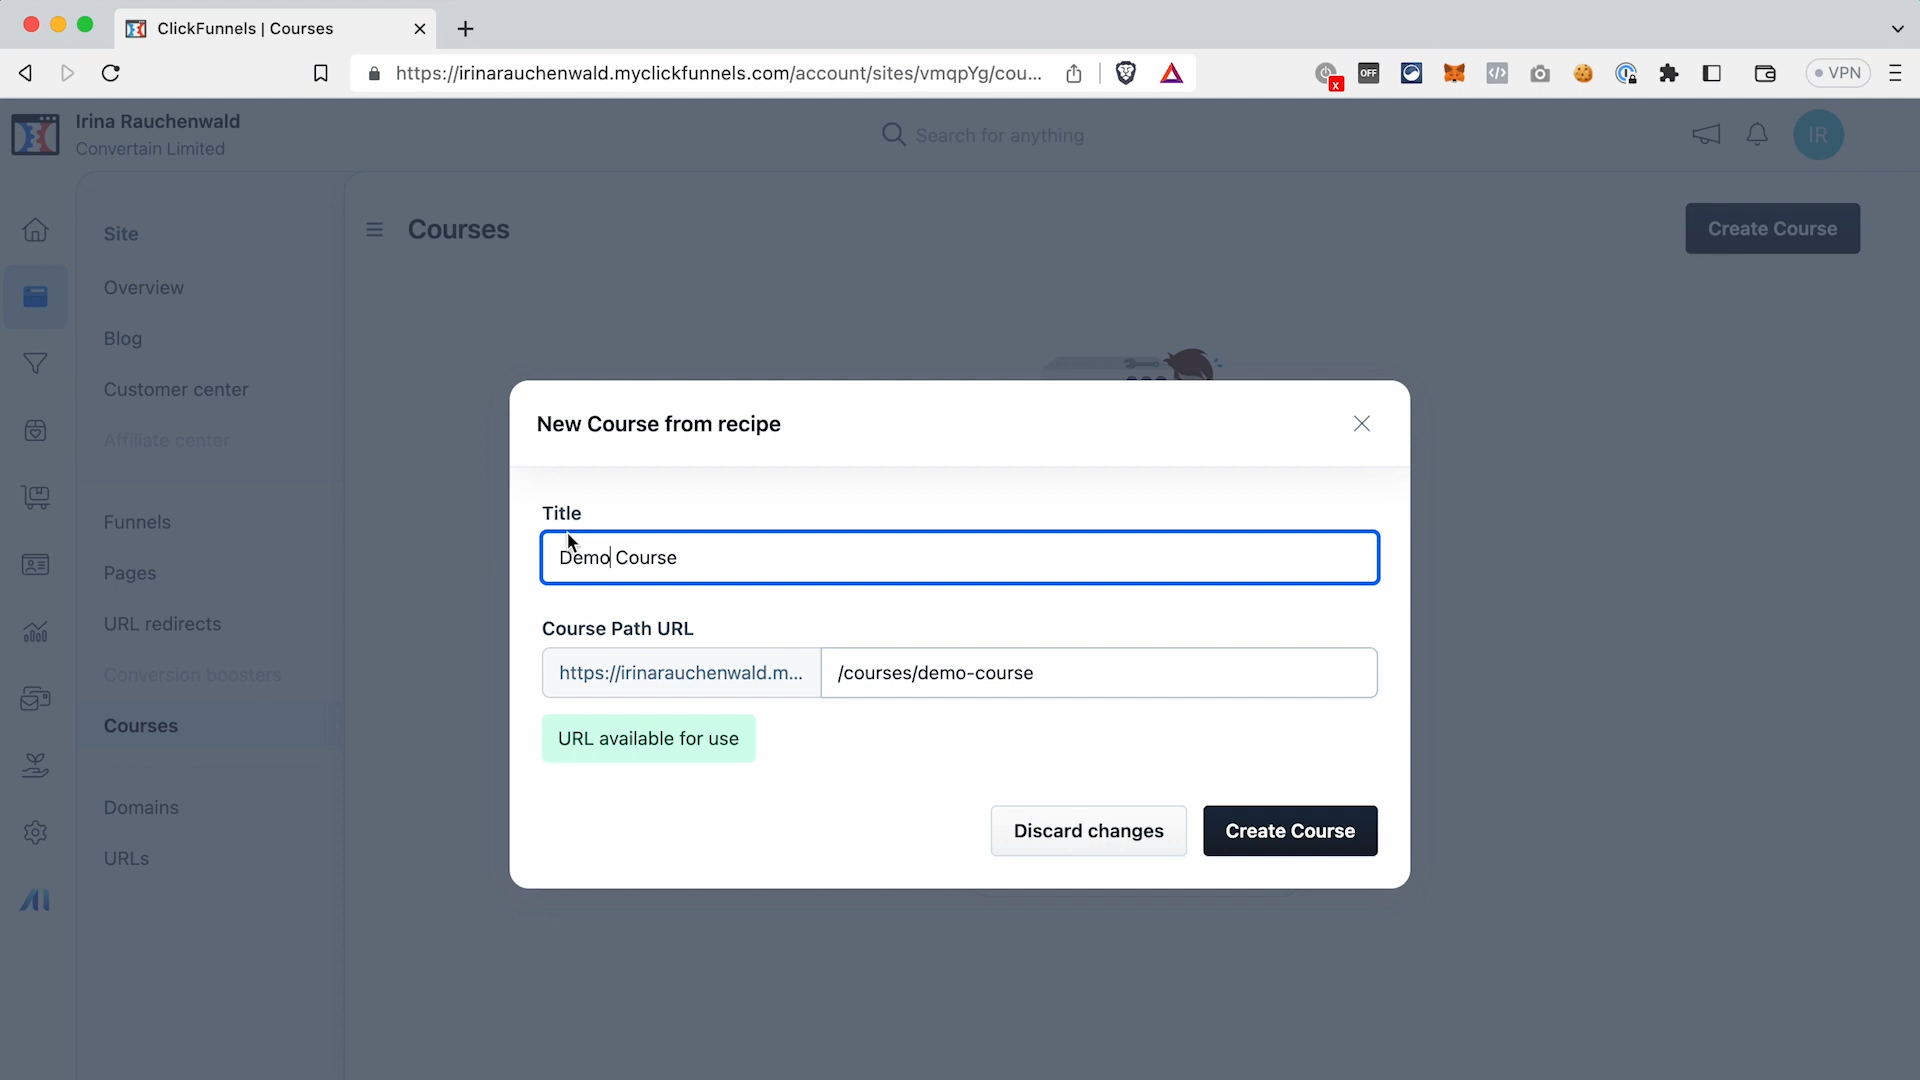 ClickFunnels | Courses
https://irinarauchenwald.myclickfunnels.com/account/sites/vmqpYg/cou...
OFF
x
VPN
Irina Rauchenwald
Convertain Limited
Search for anything
IR
Site
Courses
Create Course
Overview
Blog
Customer center
Affiliate center
Funnels
Pages
URL redirects
Conversion boosters
Courses
Domains
URLs
New Course from recipe
Title
Demo Course
Course Path URL
https://irinarauchenwald.m...
/courses/demo-course
URL available for use
Discard changes
Create Course